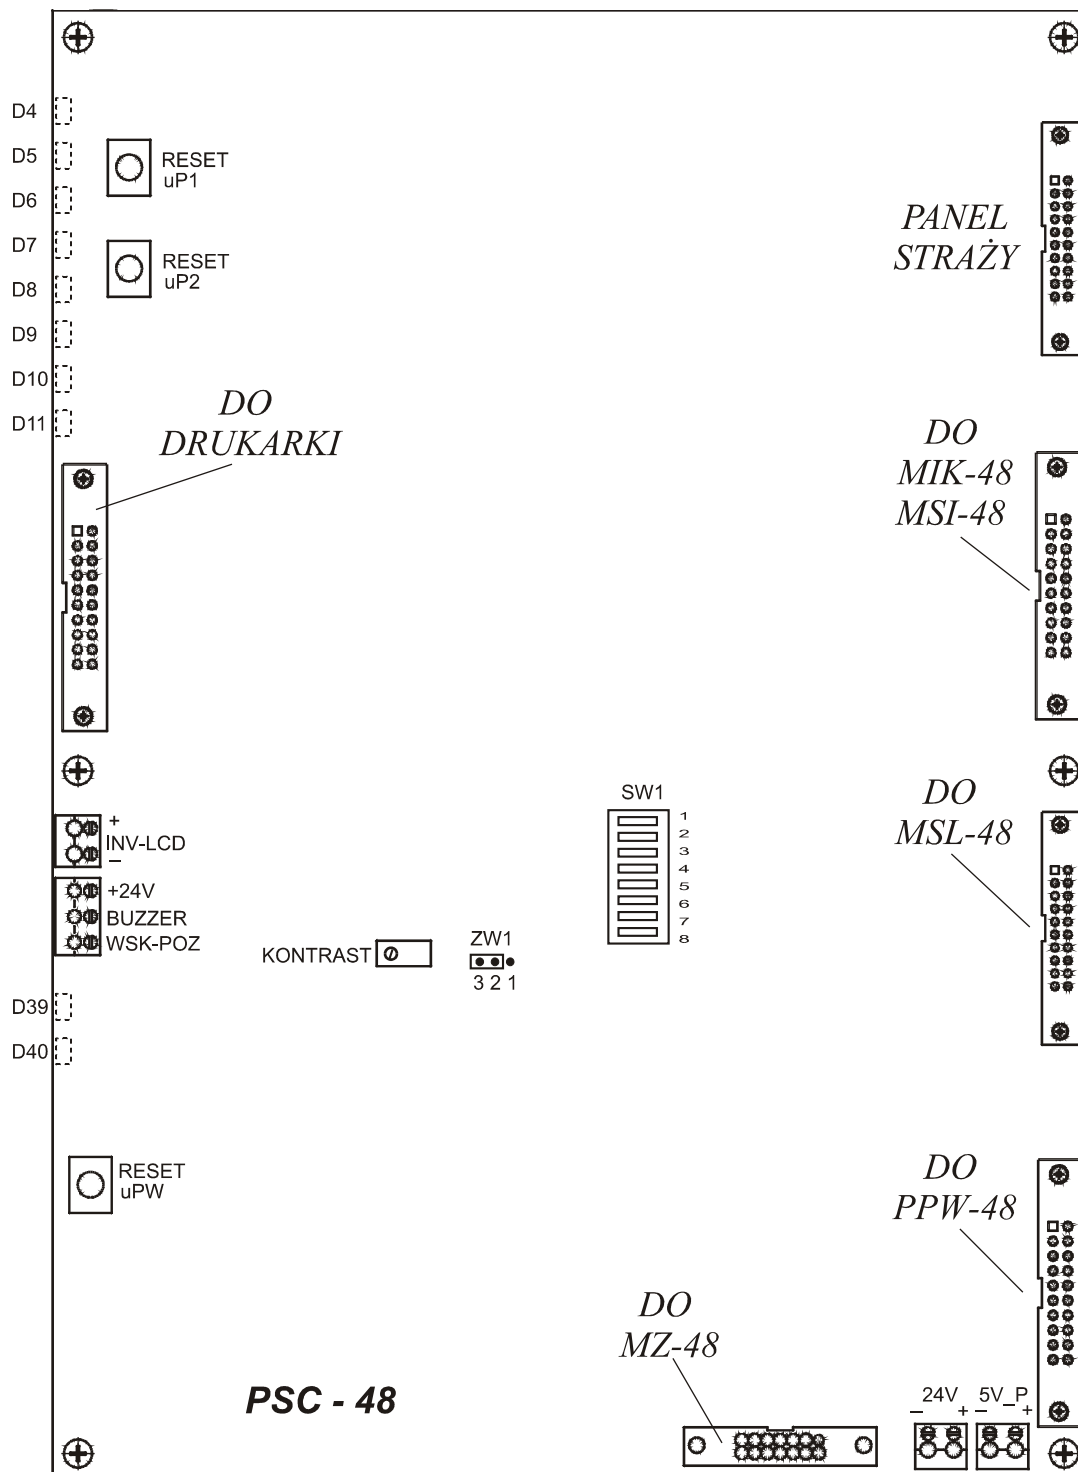 D4
D5
RESET
uP1
D6
PANEL
STRAŻY
D7
RESET
uP2
D8
D9
D10
D11
DO
DRUKARKI
DO
MIK-48
MSI-48
SW1
1
2
3
4
5
6
7
8
DO
MSL-48
+
INV-LCD
–
+24V
BUZZER
WSK-POZ
KONTRAST
ZW1
3 2 1
D39
D40
RESET
uPW
DO
PPW-48
DO
MZ-48
PSC - 48
24V
– +
5V_P
– +